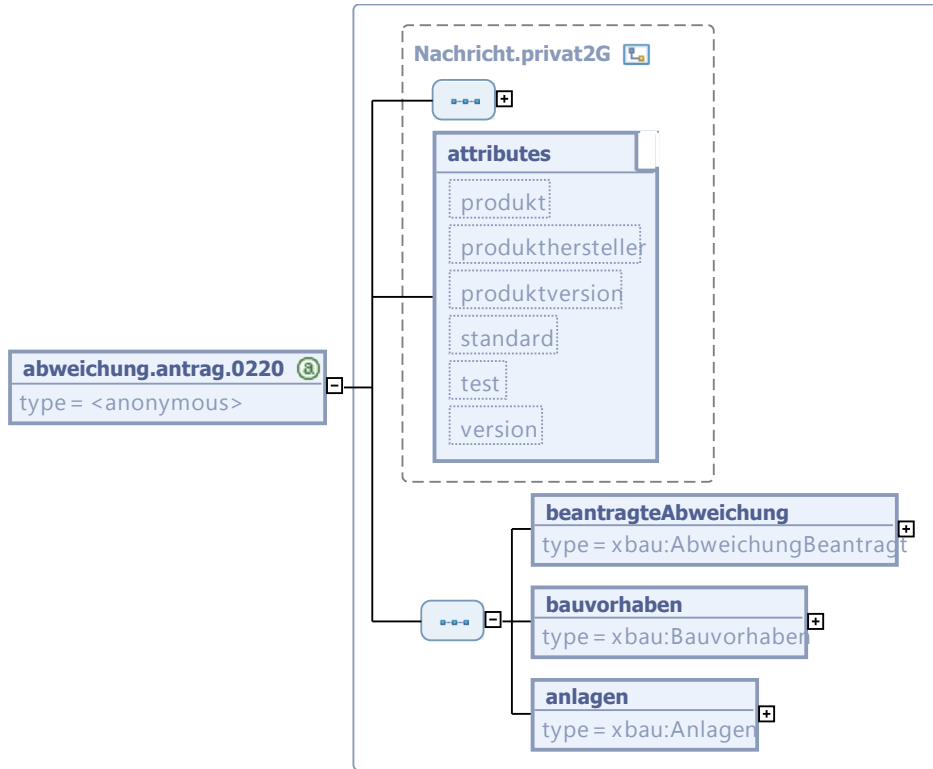 Nachricht.privat2G
attributes
produkt
produkthersteller
produktversion
standard
test
version
abweichung.antrag.0220 a
type = <anonymous>
beantragteAbweichung
type = xbau:AbweichungBeantragt
bauvorhaben
type = xbau:Bauvorhaben
anlagen
type = xbau:Anlagen